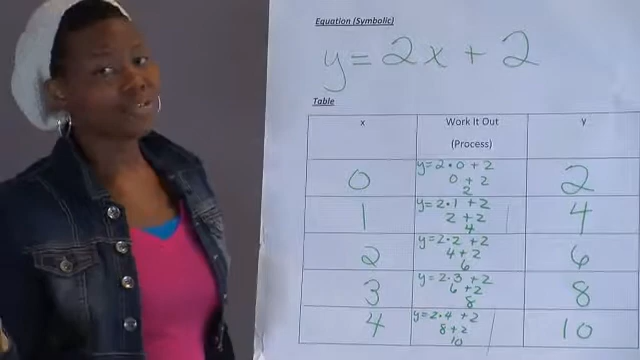 Equation (Symbolic)
y = 2x + 2
Table
x
Work It Out
(Process)
y
0
y = 2·0 + 2
0 + 2
2
2
1
y = 2·1 + 2
2 + 2
4
4
2
y = 2·2 + 2
4 + 2
6
6
3
y = 2·3 + 2
6 + 2
8
8
4
y = 2·4 + 2
8 + 2
10
10